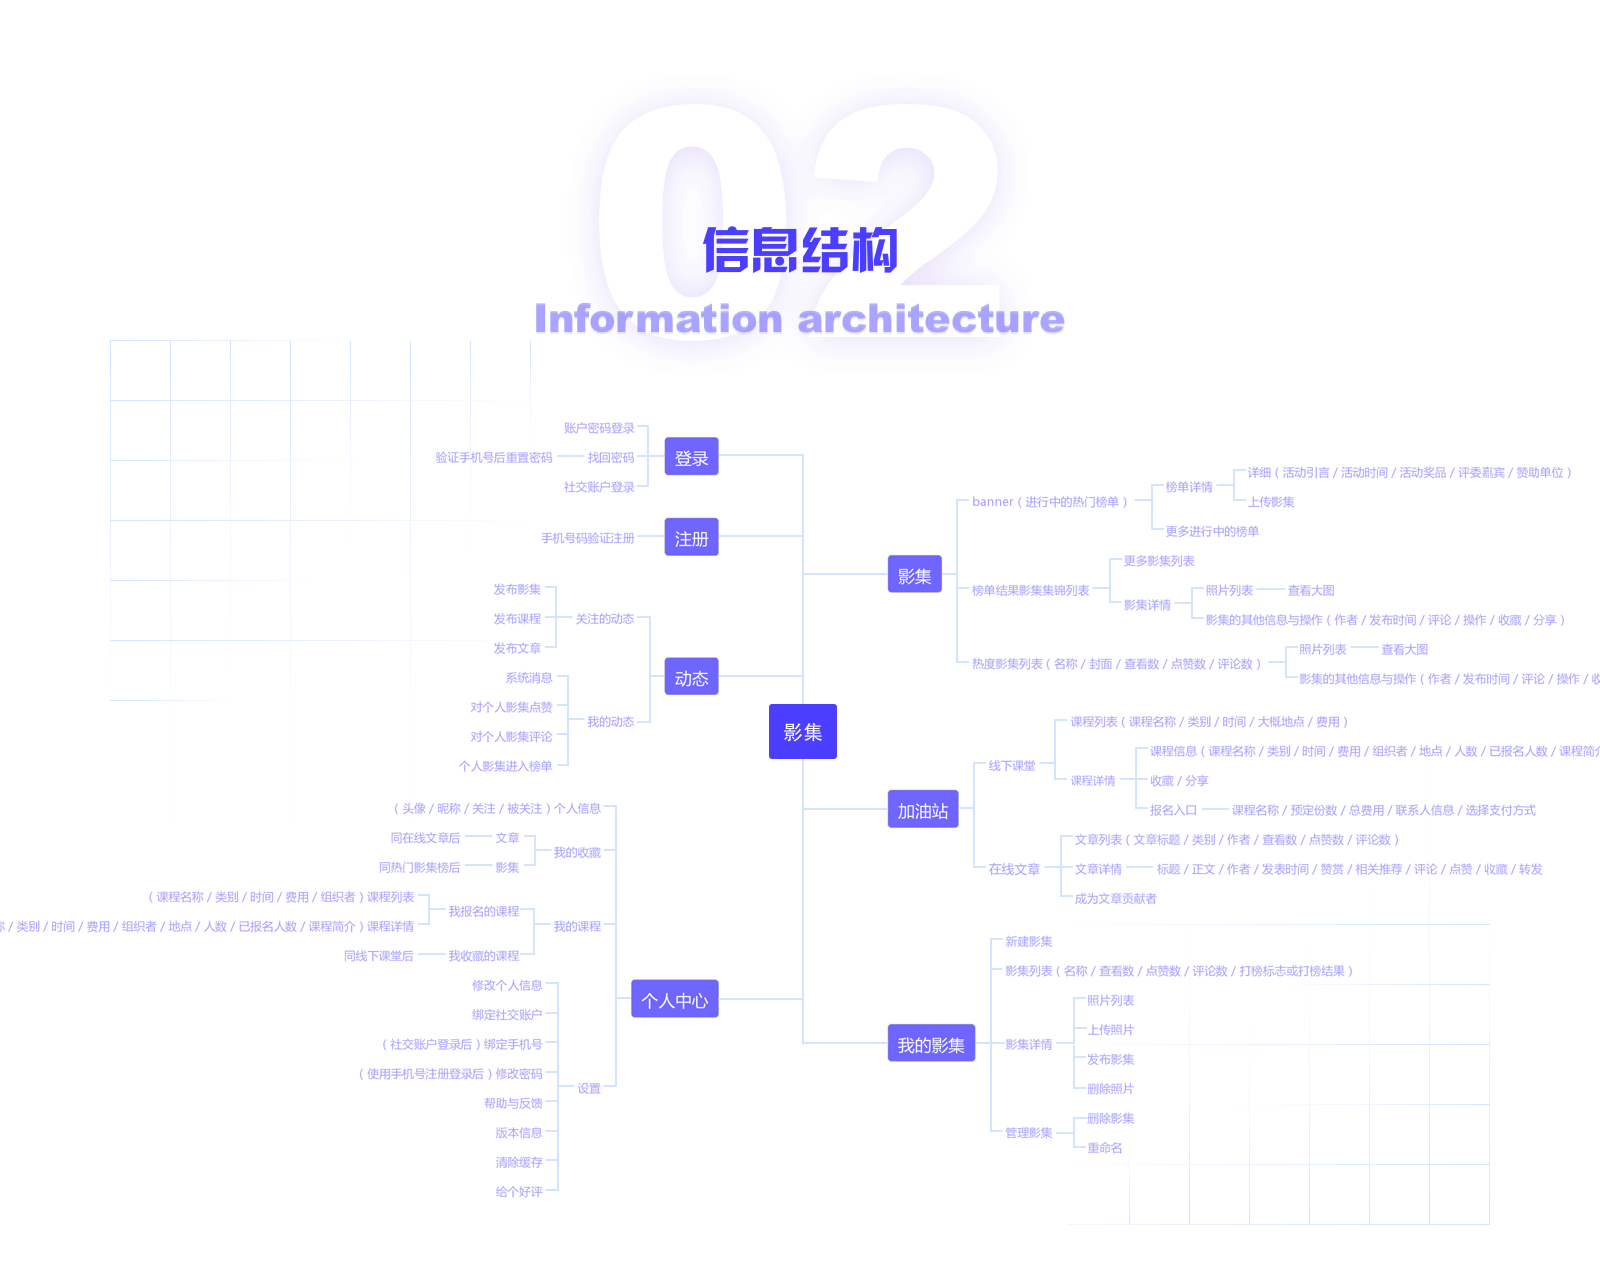 02
信息结构
Information architecture
影集
登录
账户密码登录
找回密码
验证手机号后重置密码
社交账户登录
注册
手机号码验证注册
动态
关注的动态
发布影集
发布课程
发布文章
我的动态
系统消息
对个人影集点赞
对个人影集评论
个人影集进入榜单
个人中心
（头像 / 昵称 / 关注 / 被关注）个人信息
我的收藏
文章
同在线文章后
影集
同热门影集榜后
我的课程
我报名的课程
（课程名称 / 类别 / 时间 / 费用 / 组织者）课程列表
/ 类别 / 时间 / 费用 / 组织者 / 地点 / 人数 / 已报名人数 / 课程简介）课程详情
我收藏的课程
同线下课堂后
设置
修改个人信息
绑定社交账户
（社交账户登录后）绑定手机号
（使用手机号注册登录后）修改密码
帮助与反馈
版本信息
清除缓存
给个好评
影集
banner（进行中的热门榜单）
榜单详情
详细（活动引言 / 活动时间 / 活动奖品 / 评委嘉宾 / 赞助单位）
上传影集
更多进行中的榜单
榜单结果影集集锦列表
更多影集列表
影集详情
照片列表
查看大图
影集的其他信息与操作（作者 / 发布时间 / 评论 / 操作 / 收藏 / 分享）
热度影集列表（名称 / 封面 / 查看数 / 点赞数 / 评论数）
照片列表
查看大图
影集的其他信息与操作（作者 / 发布时间 / 评论 / 操作 / 收
加油站
线下课堂
课程列表（课程名称 / 类别 / 时间 / 大概地点 / 费用）
课程详情
课程信息（课程名称 / 类别 / 时间 / 费用 / 组织者 / 地点 / 人数 / 已报名人数 / 课程简介
收藏 / 分享
报名入口
课程名称 / 预定份数 / 总费用 / 联系人信息 / 选择支付方式
在线文章
文章列表（文章标题 / 类别 / 作者 / 查看数 / 点赞数 / 评论数）
文章详情
标题 / 正文 / 作者 / 发表时间 / 赞赏 / 相关推荐 / 评论 / 点赞 / 收藏 / 转发
成为文章贡献者
我的影集
新建影集
影集列表（名称 / 查看数 / 点赞数 / 评论数 / 打榜标志或打榜结果）
影集详情
照片列表
上传照片
发布影集
删除照片
管理影集
删除影集
重命名